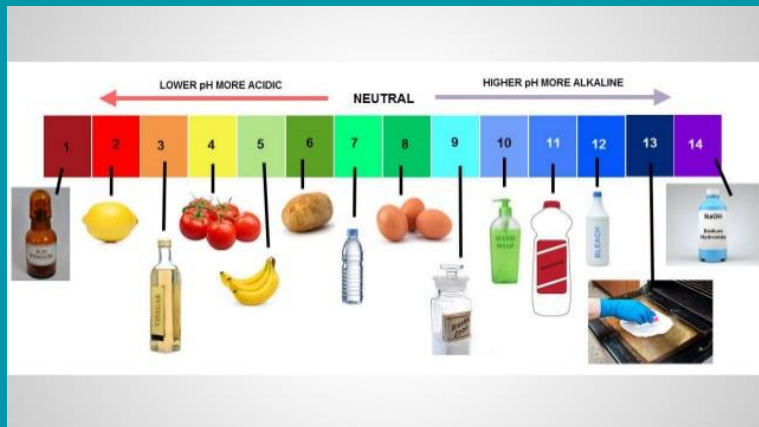 LOWER pH MORE ACIDIC
HIGHER pH MORE ALKALINE
NEUTRAL
1 2 3 4 5 6 7 8 9 10 11 12 13 14
ACID
VINEGAR
HAND
SOAP
BLEACH
NaOH
Sodium
Hydroxide